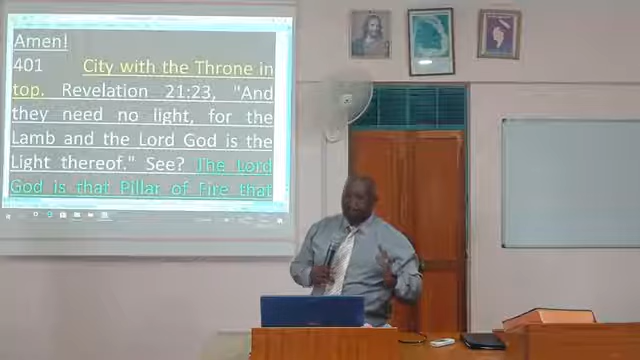 Amen!
401 City with the Throne in
top. Revelation 21:23, "And
they need no light, for the
Lamb and the Lord God is the
Light thereof." See? The Lord
God is that Pillar of Fire that